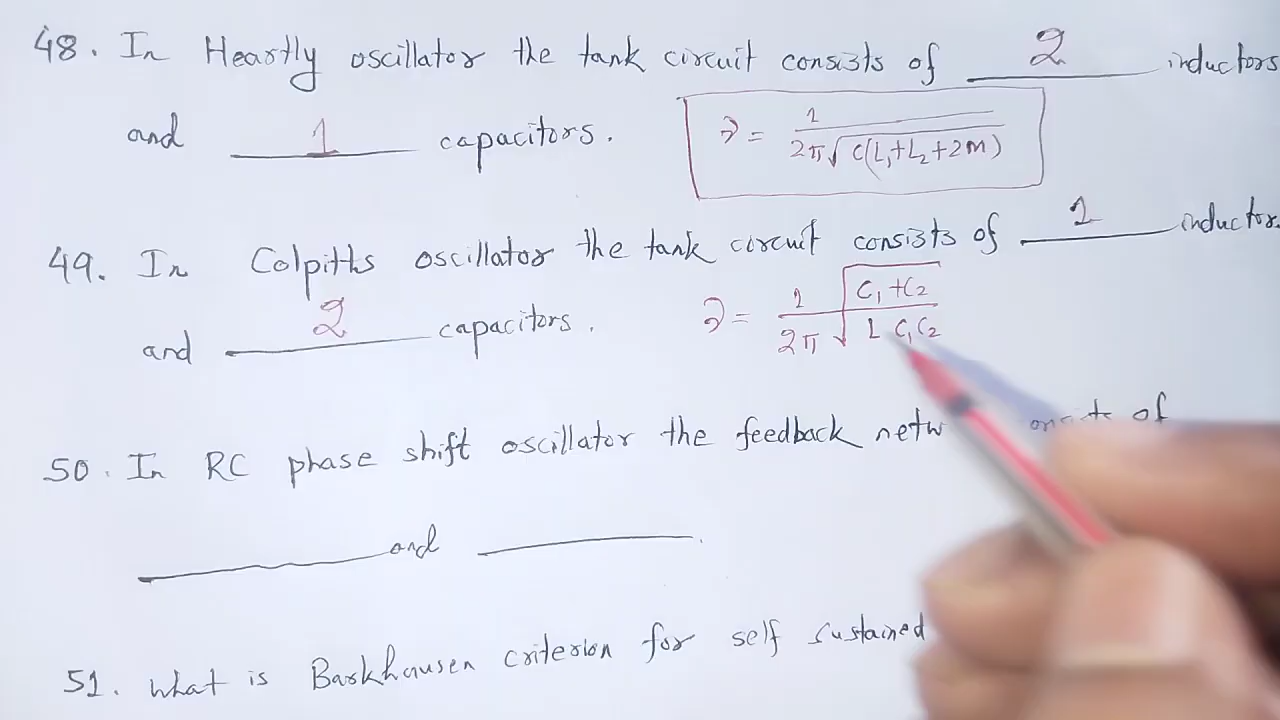 48. In Heartly oscillator the tank circuit consists of 2 inductors
and 1 capacitors. ν = 1 / 2π√C(L₁+L₂+2M)
49. In Colpitts oscillator the tank circuit consists of 1 inductor.
and 2 capacitors. ν = 1/2π √(C₁+C₂ / L C₁C₂)
50. In RC phase shift oscillator the feedback of
and .
51. What is Barkhausen criterion for self sustained